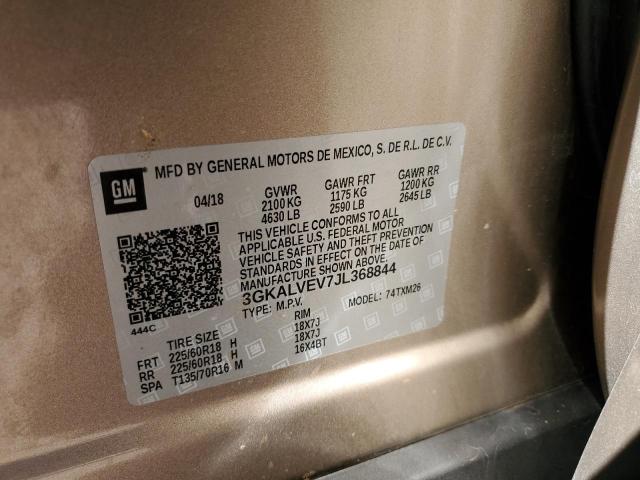 GM
MFD BY GENERAL MOTORS DE MEXICO, S. DE R.L. DE C.V.
04/18 GVWR GAWR FRT GAWR RR
2100 KG 1175 KG 1200 KG
4630 LB 2590 LB 2645 LB
THIS VEHICLE CONFORMS TO ALL
APPLICABLE U.S. FEDERAL MOTOR
VEHICLE SAFETY AND THEFT PREVENTION
STANDARDS IN EFFECT ON THE DATE OF
MANUFACTURE SHOWN ABOVE.
3GKALVEV7JL368844
TYPE: M.P.V. MODEL: 74TXM26
444C
TIRE SIZE RIM
FRT 225/60R18 H 18X7J
RR 225/60R18 H 18X7J
SPA T135/70R16 M 16X4BT